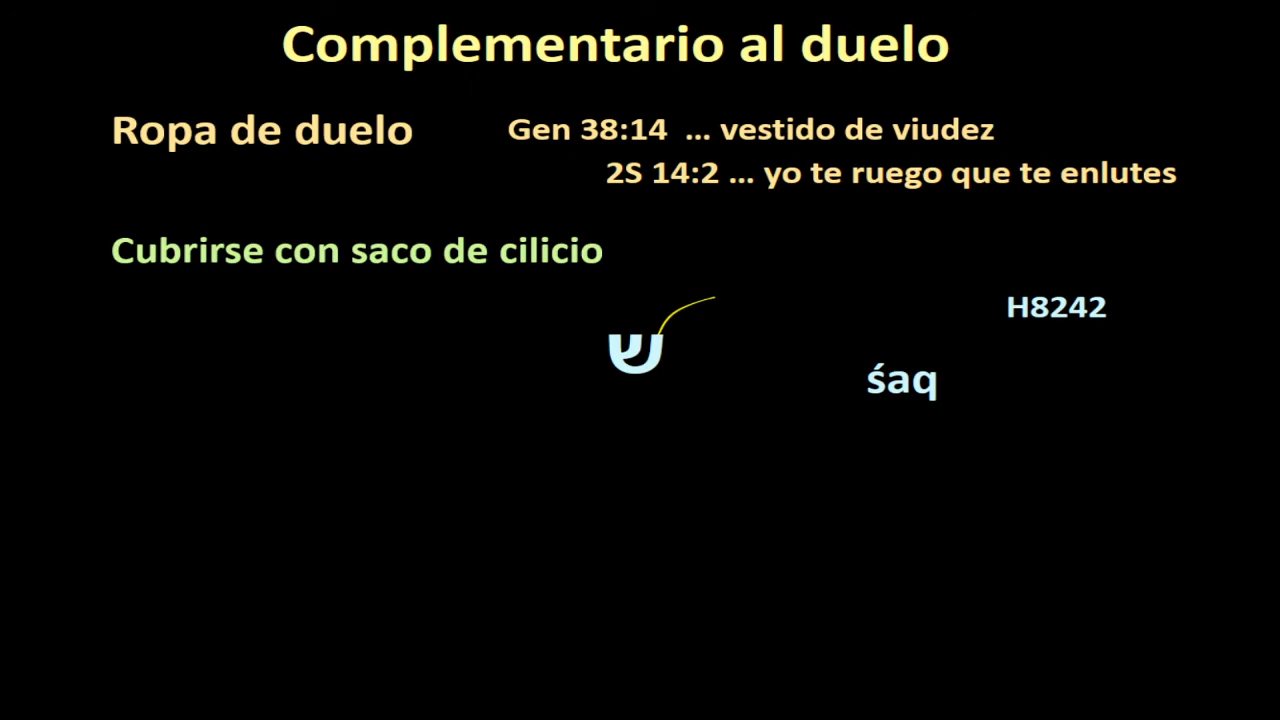 Complementario al duelo
Ropa de duelo
Gen 38:14 ... vestido de viudez
2S 14:2 ... yo te ruego que te enlutes
Cubrirse con saco de cilicio
H8242
ש
śaq